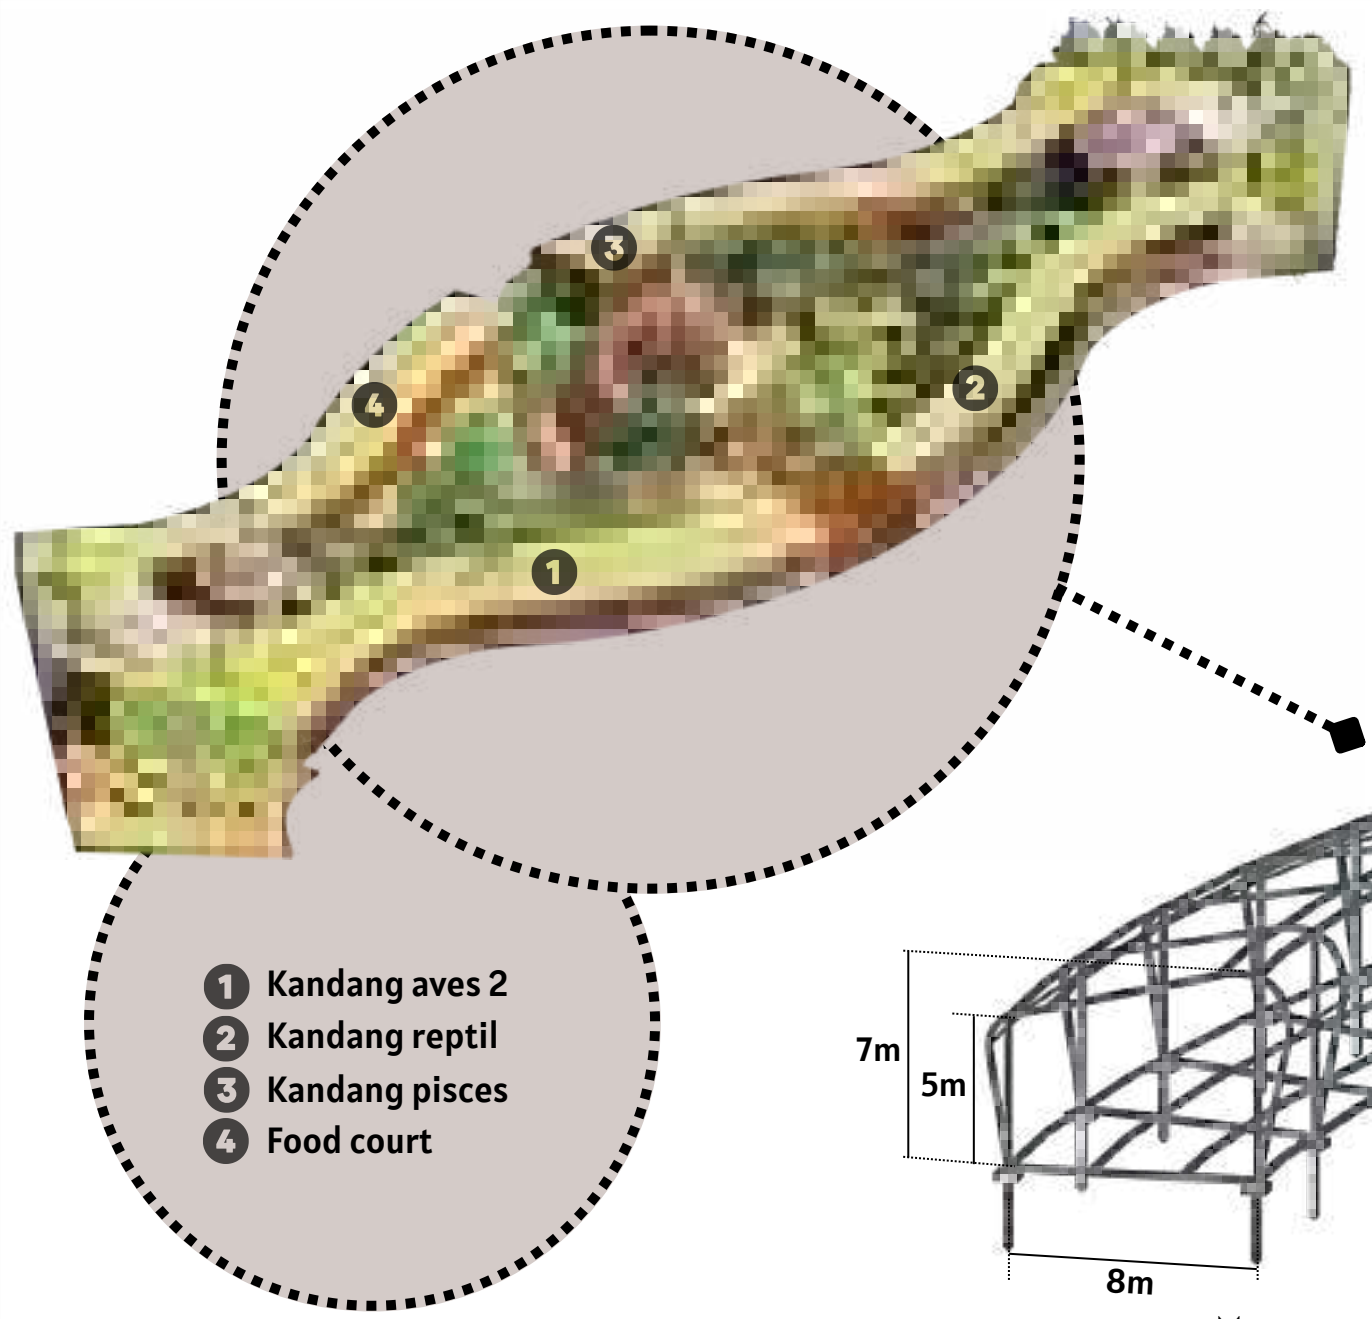 3
4
2
1
1 Kandang aves 2
2 Kandang reptil
3 Kandang pisces
4 Food court
7m
5m
8m